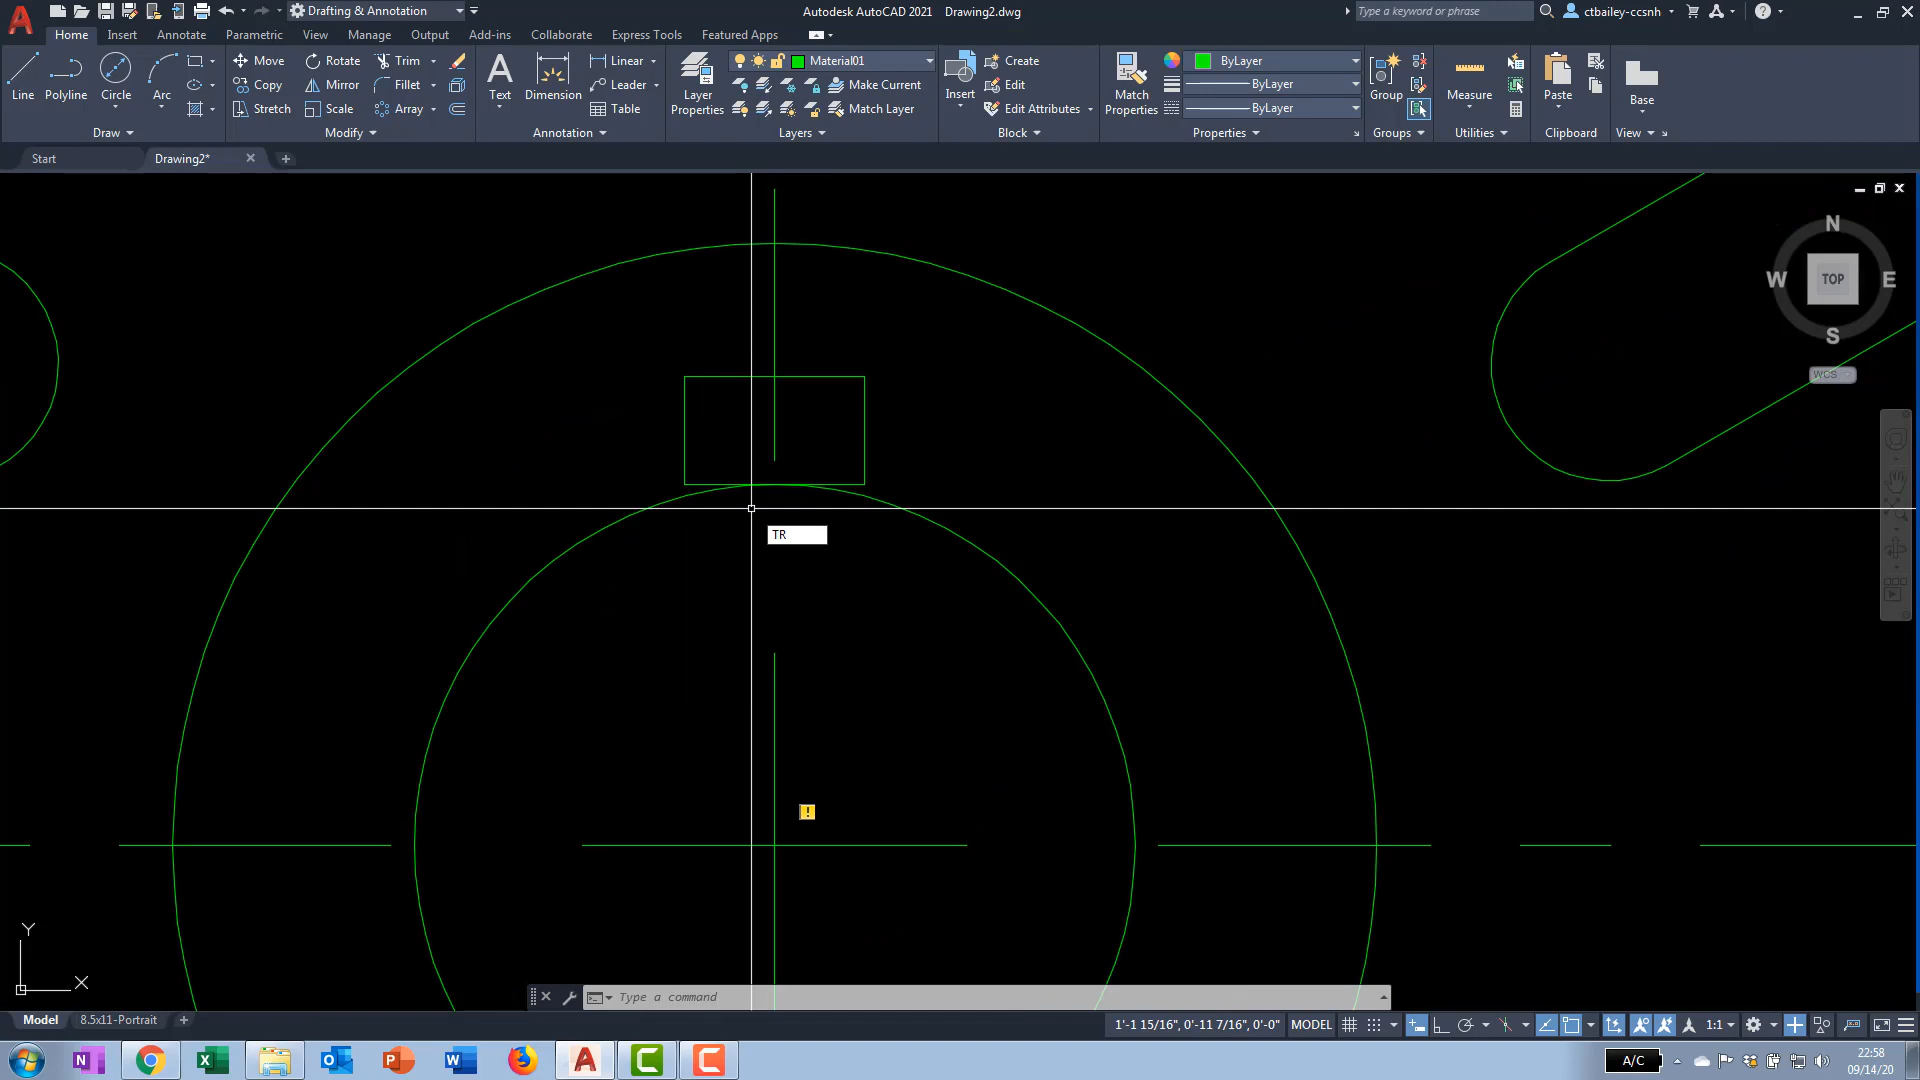 Drafting & Annotation
Autodesk AutoCAD 2021 Drawing2.dwg
Type a keyword or phrase
ctbailey-ccsnh
Home Insert Annotate Parametric View Manage Output Add-ins Collaborate Express Tools Featured Apps
Move Rotate Trim Linear Material01 Create ByLayer
Copy Mirror Fillet Leader Make Current Edit ByLayer
Line Polyline Circle Arc Text Dimension Layer Properties Insert Match Properties Group Measure Paste Base
Stretch Scale Array Table Match Layer Edit Attributes ByLayer
Draw Modify Annotation Layers Block Properties Groups Utilities Clipboard View
Start Drawing2*
N
W TOP E
S
WCS
TR
!
Y
X
Type a command
Model 8.5x11-Portrait
1'-1 15/16", 0'-11 7/16", 0'-0" MODEL 1:1
A/C
22:58
09/14/20